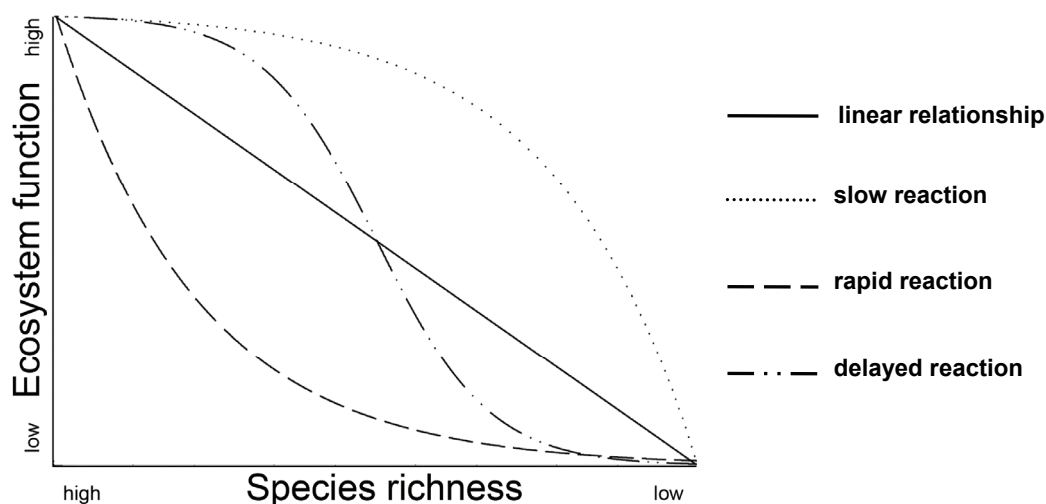 high
Ecosystem function
low
high
Species richness
low
linear relationship
slow reaction
rapid reaction
delayed reaction